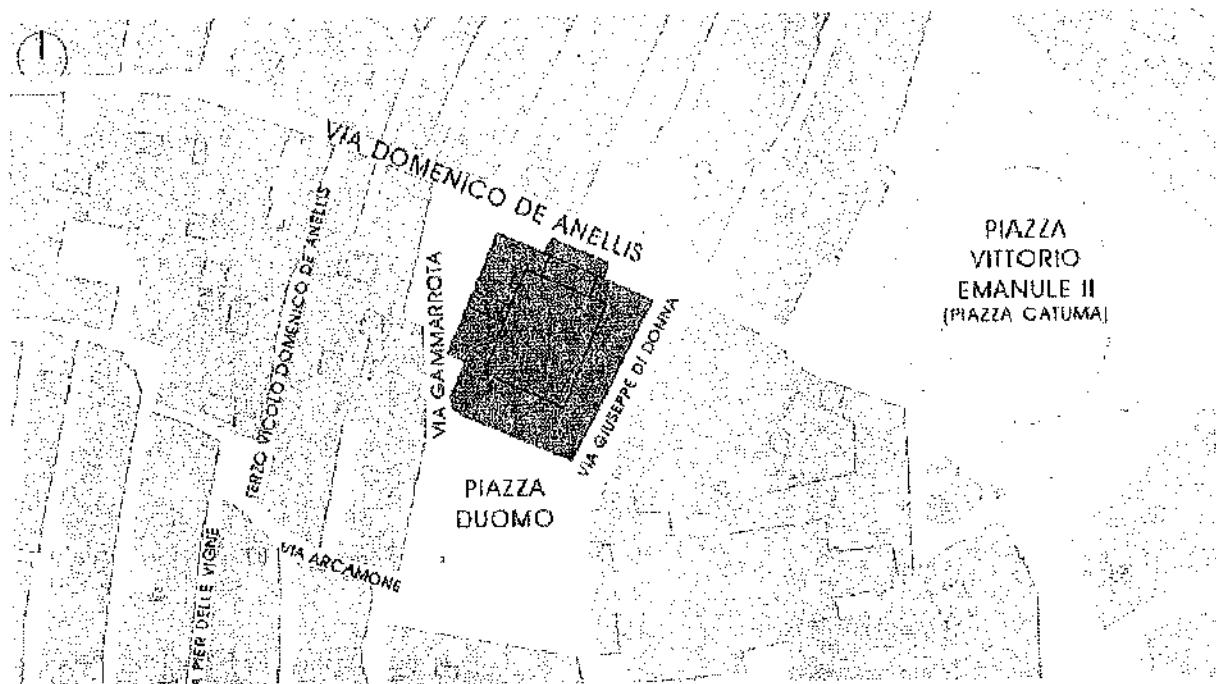 VIA DOMENICO DE ANELLIS
TERZO VICOLO DOMENICO DE'ANELLIS
VIA GAMMARROTA
VIA GIUSEPPE DI DONNA
PIAZZA
VITTORIO
EMANULE II
(PIAZZA CATUMA)
PIAZZA
DUOMO
VIA ARCAMONE
PIER DELLE VIGNE